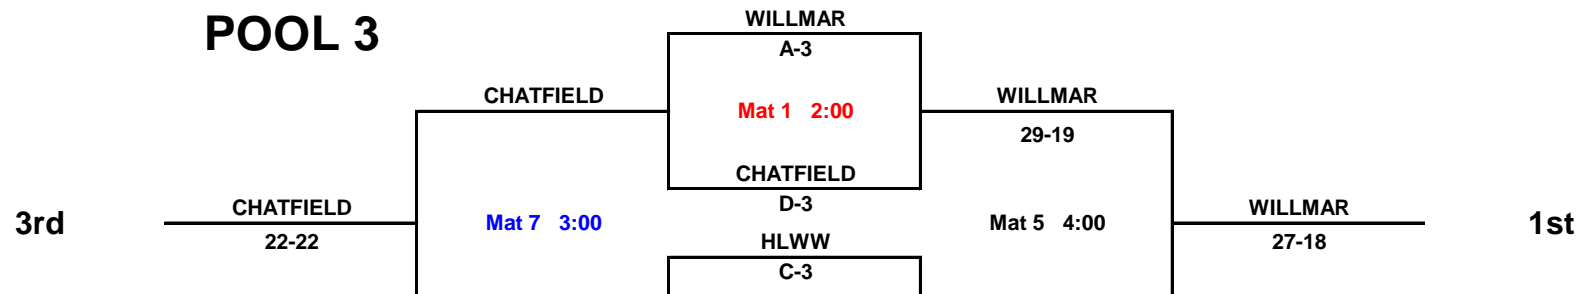 POOL 3
WILLMAR
A-3
CHATFIELD
Mat 1 2:00
WILLMAR
29-19
CHATFIELD
D-3
3rd
CHATFIELD
22-22
Mat 7 3:00
Mat 5 4:00
WILLMAR
27-18
1st
HLWW
C-3